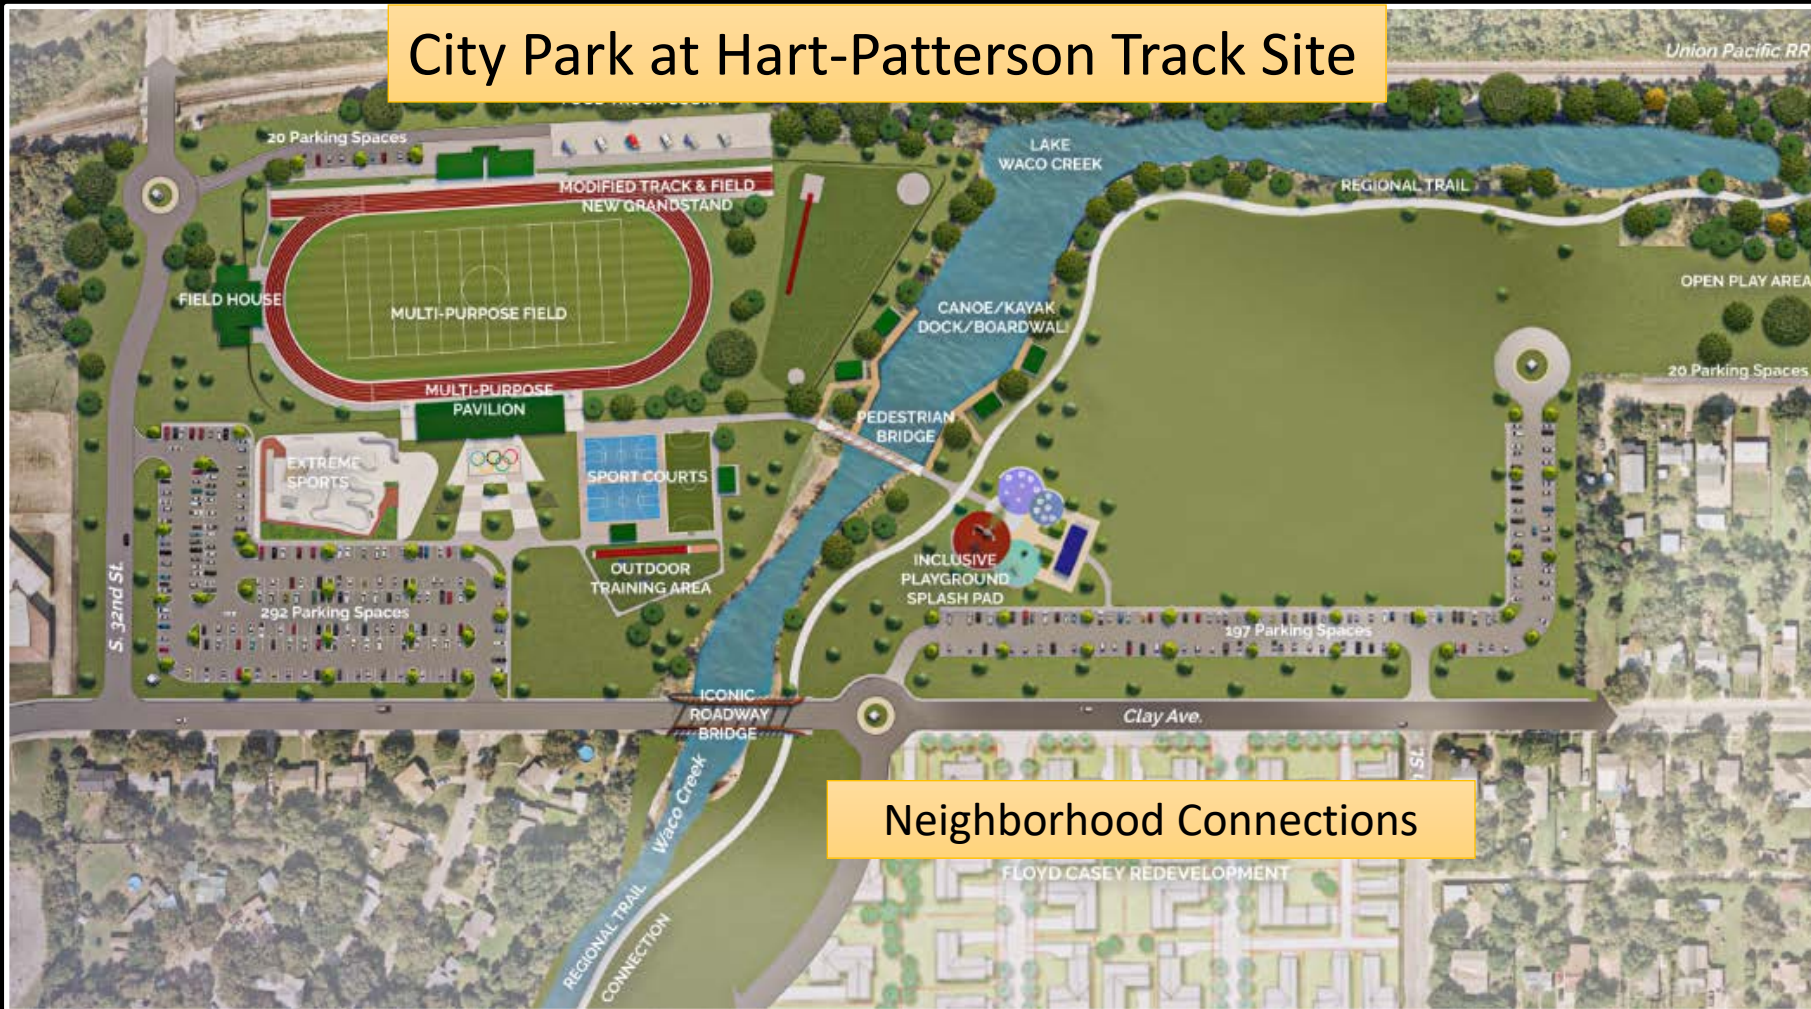 City Park at Hart-Patterson Track Site
Union Pacific RR
20 Parking Spaces
LAKE
WACO CREEK
MODIFIED TRACK & FIELD
NEW GRANDSTAND
REGIONAL TRAIL
FIELD HOUSE
MULTI-PURPOSE FIELD
CANOE/KAYAK
DOCK/BOARDWAL
OPEN PLAY AREA
20 Parking Spaces
MULTI-PURPOSE
PAVILION
PEDESTRIAN
BRIDGE
EXTREME
SPORTS
SPORT COURTS
OUTDOOR
TRAINING AREA
INCLUSIVE
PLAYGROUND
SPLASH PAD
S. 32nd St.
292 Parking Spaces
197 Parking Spaces
ICONIC
ROADWAY
BRIDGE
Clay Ave.
St.
Waco Creek
Neighborhood Connections
FLOYD CASEY REDEVELOPMENT
REGIONAL TRAIL
CONNECTION